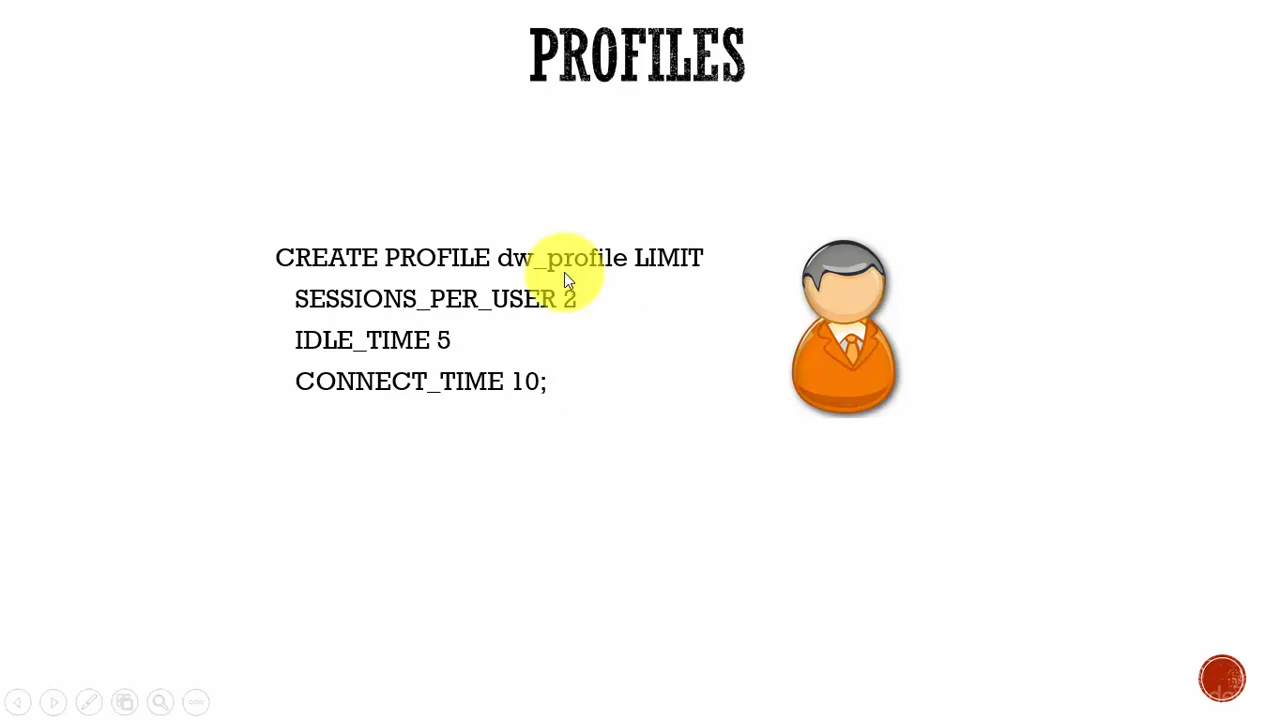 PROFILES
CREATE PROFILE dw_profile LIMIT
SESSIONS_PER_USER 2
IDLE_TIME 5
CONNECT_TIME 10;